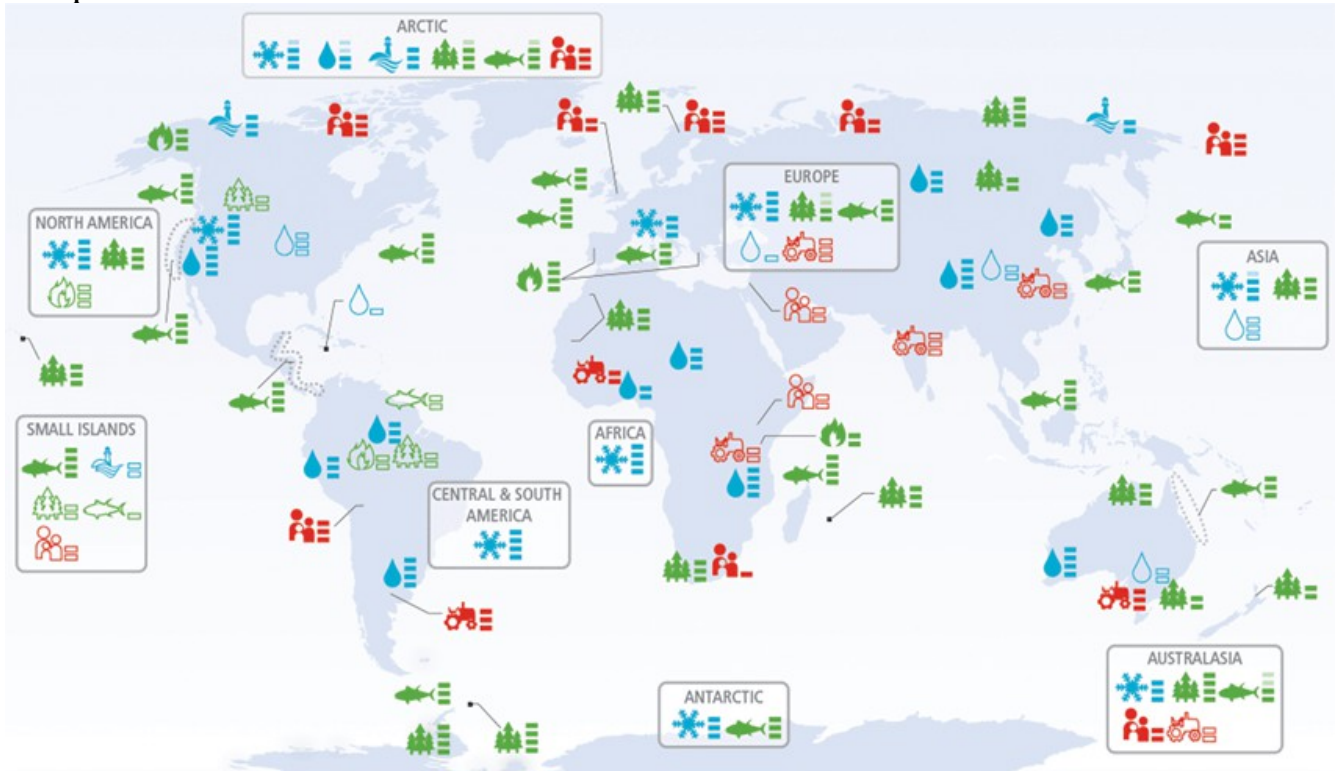 ARCTIC
EUROPE
NORTH AMERICA
ASIA
SMALL ISLANDS
AFRICA
CENTRAL & SOUTH
AMERICA
AUSTRALASIA
ANTARCTIC